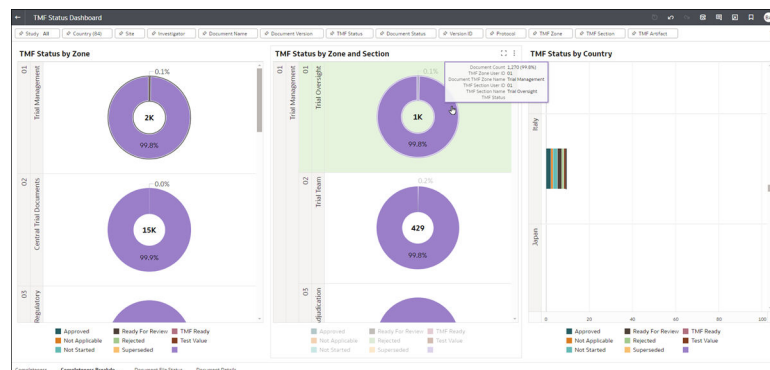 TMF Status Dashboard
Study All
Country (84)
Site
Investigator
Document Name
Document Version
TMF Status
Document Status
Version ID
Protocol
TMF Zone
TMF Section
TMF Artifact
TMF Status by Zone
01
Trial Management
0.1%
2K
99.8%
02
Central Trial Documents
0.0%
15K
99.9%
03
Regulatory
Approved
Ready For Review
TMF Ready
Not Applicable
Rejected
Test Value
Not Started
Superseded
TMF Status by Zone and Section
01
Trial Management
01
Trial Oversight
0.1%
1K
99.8%
Document Count 1,270 (99.8%)
TMF Zone User ID 01
Document TMF Zone Name Trial Management
TMF Section User ID 01
TMF Section Name Trial Oversight
TMF Status
02
Trial Team
0.2%
429
99.8%
03
djudication
Approved
Ready For Review
TMF Ready
Not Applicable
Rejected
Test Value
Not Started
Superseded
TMF Status by Country
Italy
Japan
0
20
40
60
80
100
Approved
Ready For Review
TMF Ready
Not Applicable
Rejected
Test Value
Not Started
Superseded